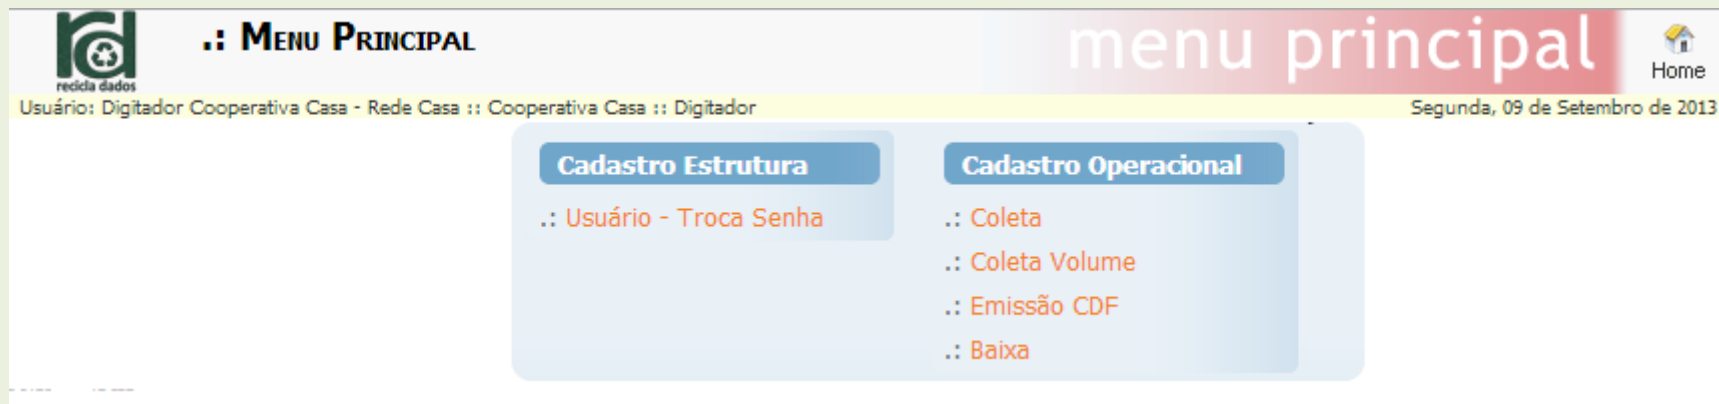 recicla dados
.: Menu Principal
menu principal
Home
Usuário: Digitador Cooperativa Casa - Rede Casa :: Cooperativa Casa :: Digitador
Segunda, 09 de Setembro de 2013
Cadastro Estrutura
.: Usuário - Troca Senha
Cadastro Operacional
.: Coleta
.: Coleta Volume
.: Emissão CDF
.: Baixa